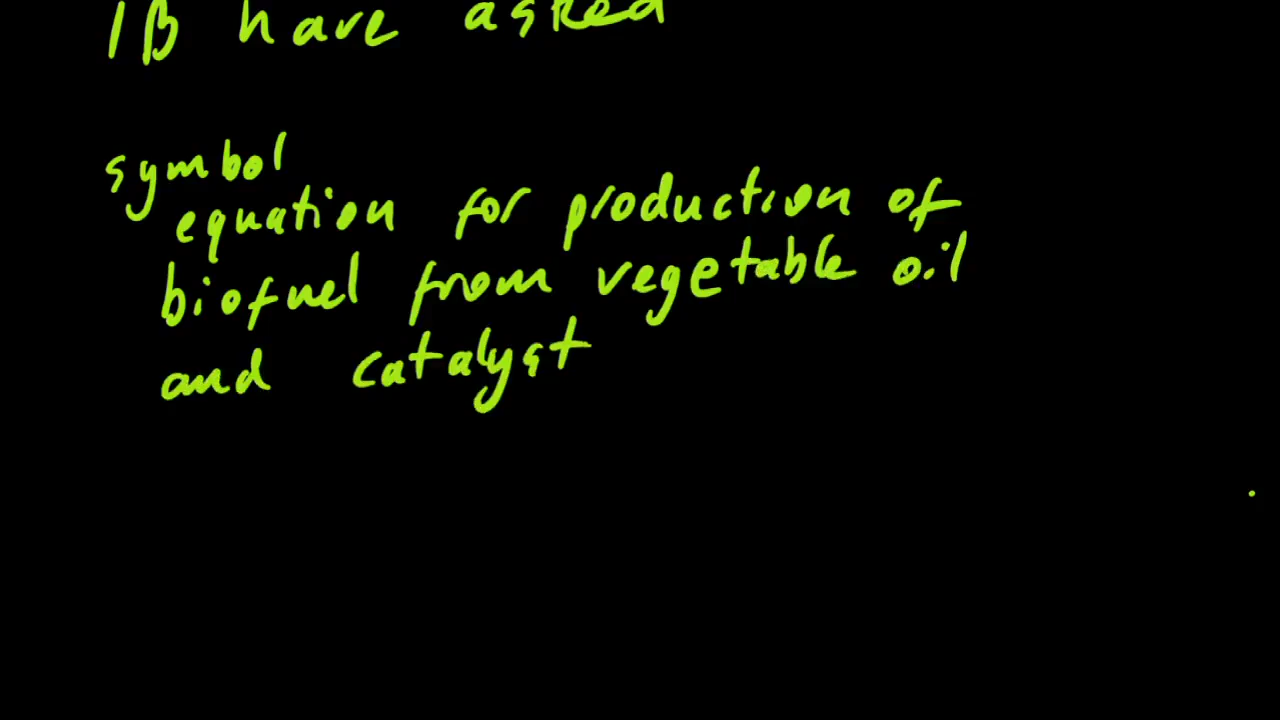 IB have asked
symbol
equation for production of
biofuel from vegetable oil
and catalyst